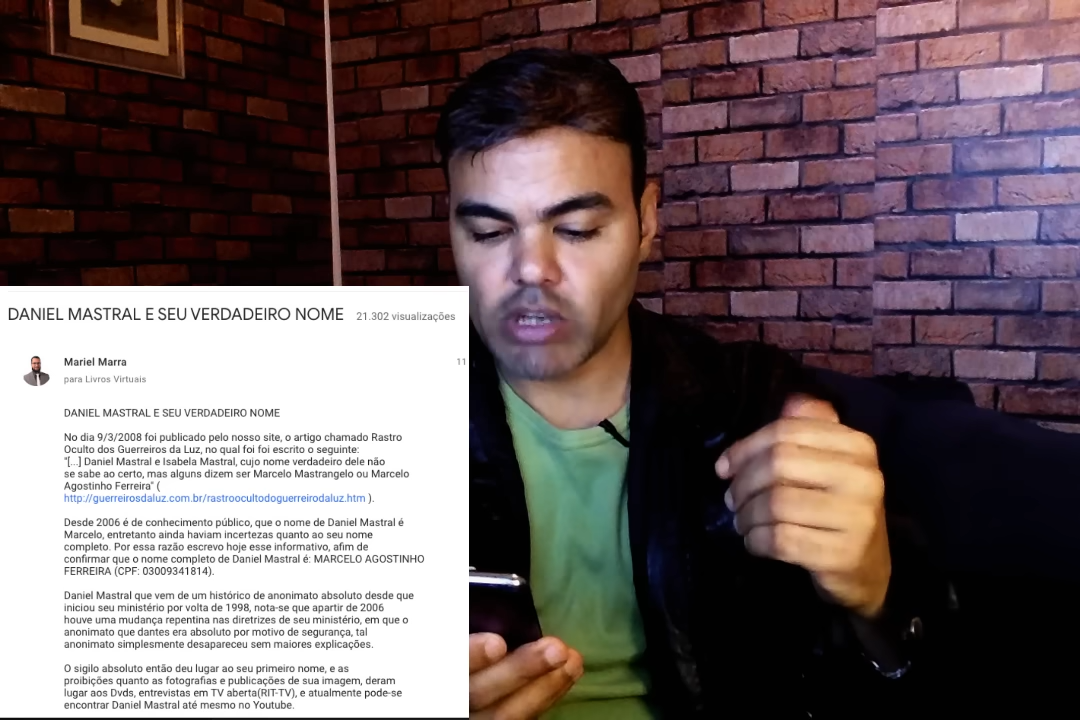 DANIEL MASTRAL E SEU VERDADEIRO NOME 21.302 visualizações
Mariel Marra 11
para Livros Virtuais
DANIEL MASTRAL E SEU VERDADEIRO NOME
No dia 9/3/2008 foi publicado pelo nosso site, o artigo chamado Rastro
Oculto dos Guerreiros da Luz, no qual foi foi escrito o seguinte:
"[...] Daniel Mastral e Isabela Mastral, cujo nome verdadeiro dele não
se sabe ao certo, mas alguns dizem ser Marcelo Mastrangelo ou Marcelo
Agostinho Ferreira" (
http://guerreirosdaluz.com.br/rastroocultodoguerreirodaluz.htm ).
Desde 2006 é de conhecimento público, que o nome de Daniel Mastral é
Marcelo, entretanto ainda haviam incertezas quanto ao seu nome
completo. Por essa razão escrevo hoje esse informativo, afim de
confirmar que o nome completo de Daniel Mastral é: MARCELO AGOSTINHO
FERREIRA (CPF: 03009341814).
Daniel Mastral que vem de um histórico de anonimato absoluto desde que
iniciou seu ministério por volta de 1998, nota-se que apartir de 2006
houve uma mudança repentina nas diretrizes de seu ministério, em que o
anonimato que dantes era absoluto por motivo de segurança, tal
anonimato simplesmente desapareceu sem maiores explicações.
O sigilo absoluto então deu lugar ao seu primeiro nome, e as
proibições quanto as fotografias e publicações de sua imagem, deram
lugar aos Dvds, entrevistas em TV aberta(RIT-TV), e atualmente pode-se
encontrar Daniel Mastral até mesmo no Youtube.